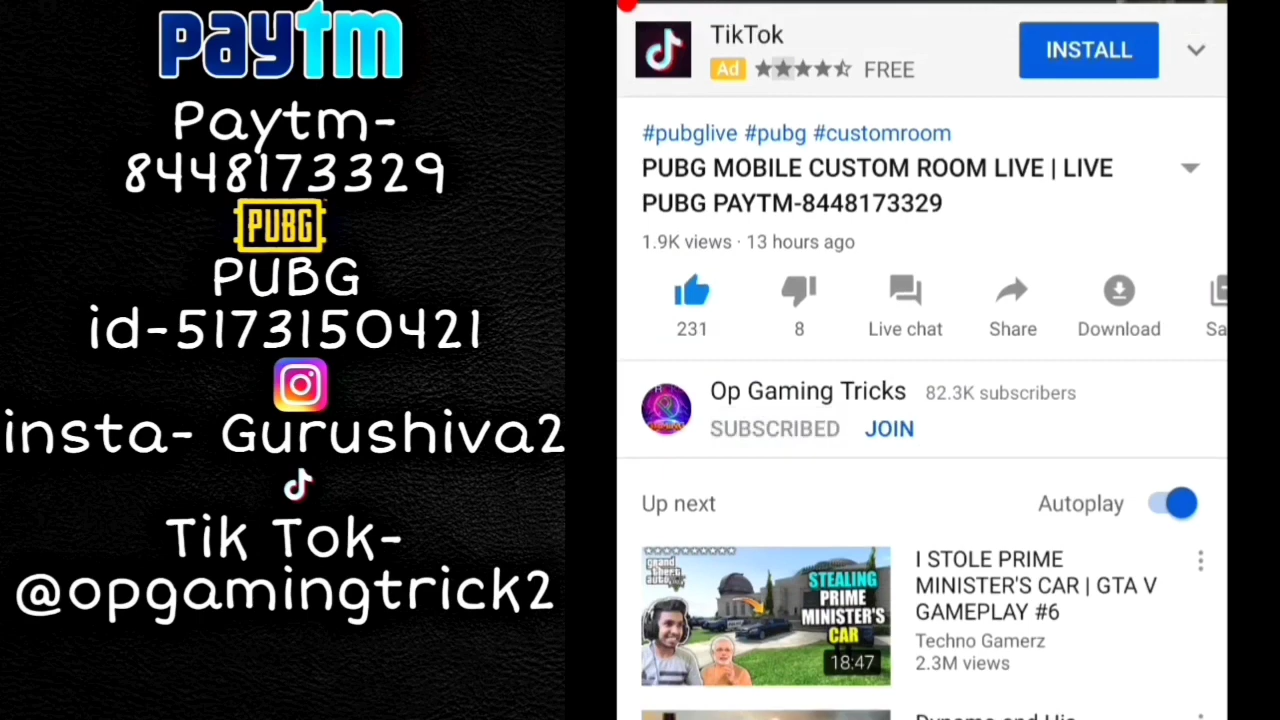 paytm
Paytm-
8448173329
PUBG
PUBG
id-5173150421
insta- Gurushiva2
Tik Tok-
@opgamingtrick2
TikTok
Ad FREE
INSTALL
#pubglive #pubg #customroom
PUBG MOBILE CUSTOM ROOM LIVE | LIVE
PUBG PAYTM-8448173329
1.9K views · 13 hours ago
231 8 Live chat Share Download
Op Gaming Tricks 82.3K subscribers
SUBSCRIBED JOIN
Up next Autoplay
grand
theft
auto
STEALING
PRIME
MINISTER'S
CAR
18:47
I STOLE PRIME
MINISTER'S CAR | GTA V
GAMEPLAY #6
Techno Gamerz
2.3M views